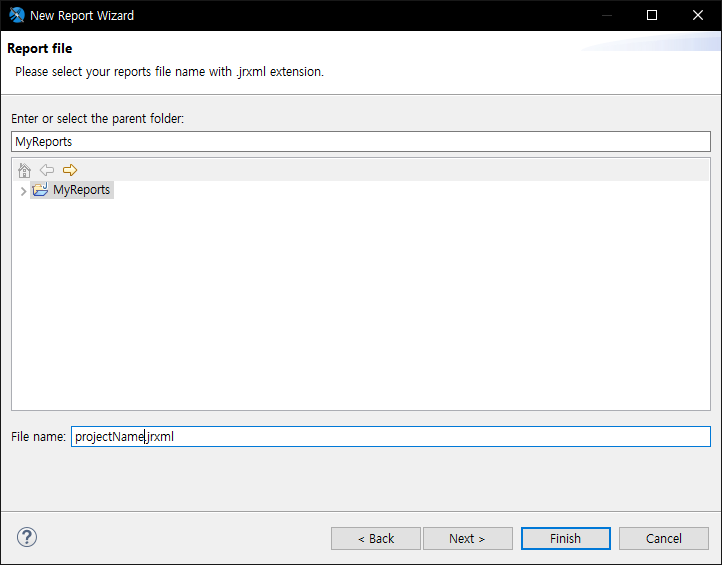 New Report Wizard
Report file
Please select your reports file name with .jrxml extension.
Enter or select the parent folder:
MyReports
MyReports
File name: projectName.jrxml
< Back Next > Finish Cancel